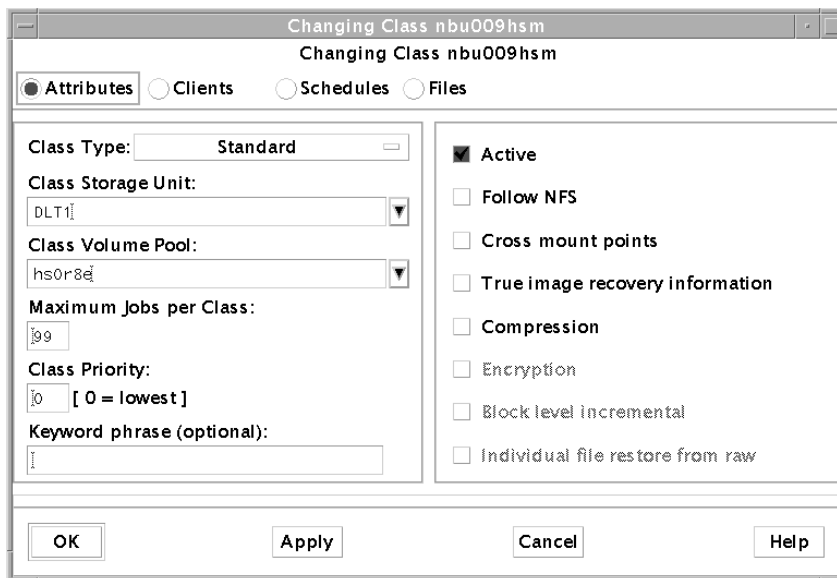 Changing Class nbu009hsm
Changing Class nbu009hsm
Attributes Clients Schedules Files
Class Type: Standard
Class Storage Unit:
DLT1
Class Volume Pool:
hs0r8e
Maximum Jobs per Class:
99
Class Priority:
0 [ 0 = lowest ]
Keyword phrase (optional):
Active
Follow NFS
Cross mount points
True image recovery information
Compression
Encryption
Block level incremental
Individual file restore from raw
OK Apply Cancel Help